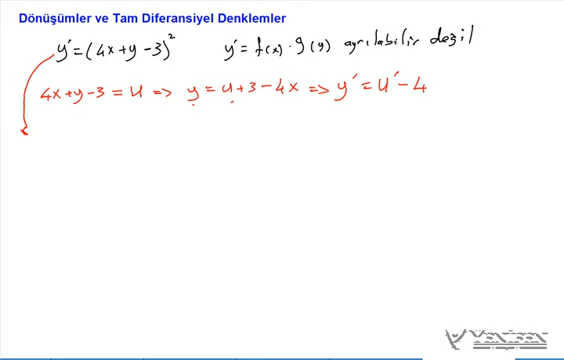 Dönüşümler ve Tam Diferansiyel Denklemler
y′ = (4x+y−3)² y′ = f(x)·g(y) ayrılabilir değil
4x+y−3 = u ⇒ y = u+3−4x ⇒ y′ = u′−4